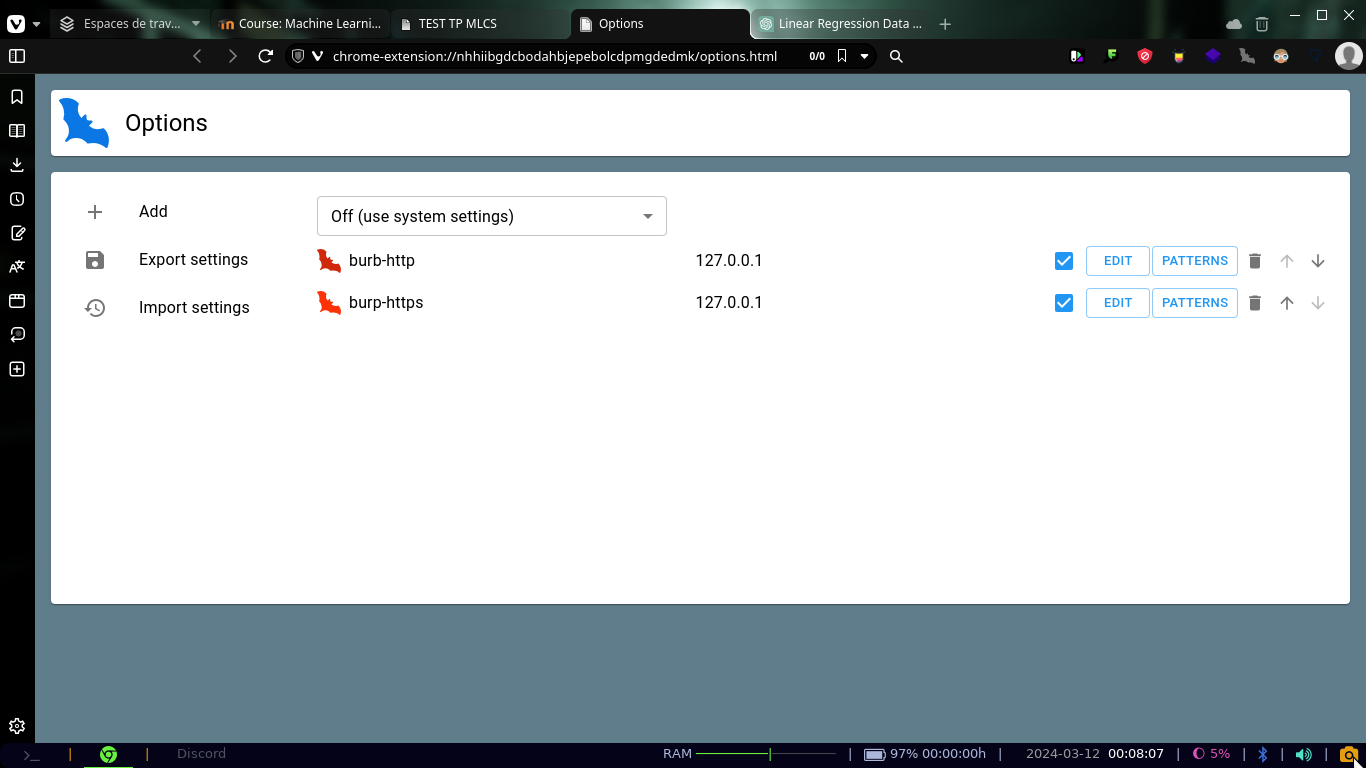 Espaces de trav...
Course: Machine Learni...
TEST TP MLCS
Options
Linear Regression Data ...
chrome-extension://nhhiibgdcbodahbjepebolcdpmgdedmk/options.html
0/0
Options
Add
Off (use system settings)
Export settings
burb-http
127.0.0.1
EDIT
PATTERNS
Import settings
burp-https
127.0.0.1
EDIT
PATTERNS
>_ | | Discord
RAM | 97% 00:00:00h | 2024-03-12 00:08:07 | 5% | | |